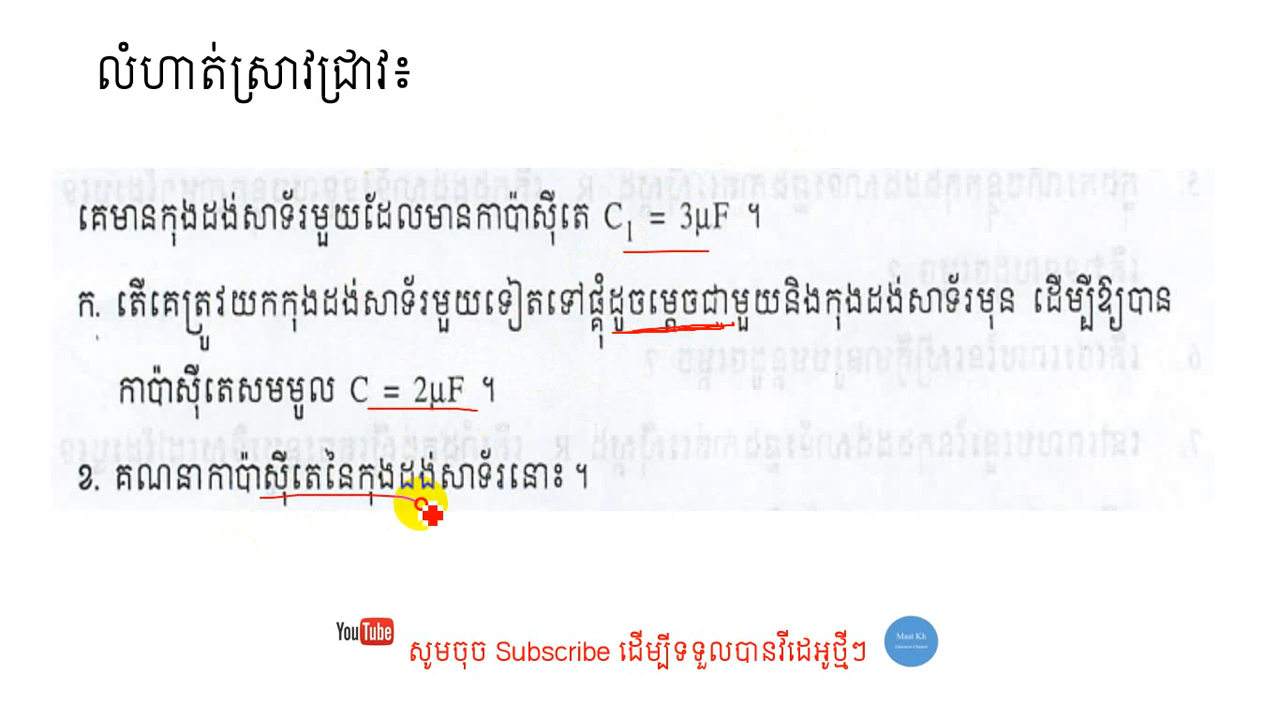 លំហាត់ស្រាវជ្រាវ៖
គេមានកុងដង់សាទ័រមួយដែលមានកាប៉ាស៊ីតេ C₁ = 3μF ។
ក. តើគេត្រូវយកកុងដង់សាទ័រមួយទៀតទៅផ្គុំដូចម្ដេចជាមួយនឹងកុងដង់សាទ័រមុន ដើម្បីឱ្យបាន
កាប៉ាស៊ីតេសមមូល C = 2μF ។
ខ. គណនាកាប៉ាស៊ីតេនៃកុងដង់សាទ័រនោះ ។
YouTube សូមចុច Subscribe ដើម្បីទទួលបានវីដេអូថ្មីៗ
Mast Kh